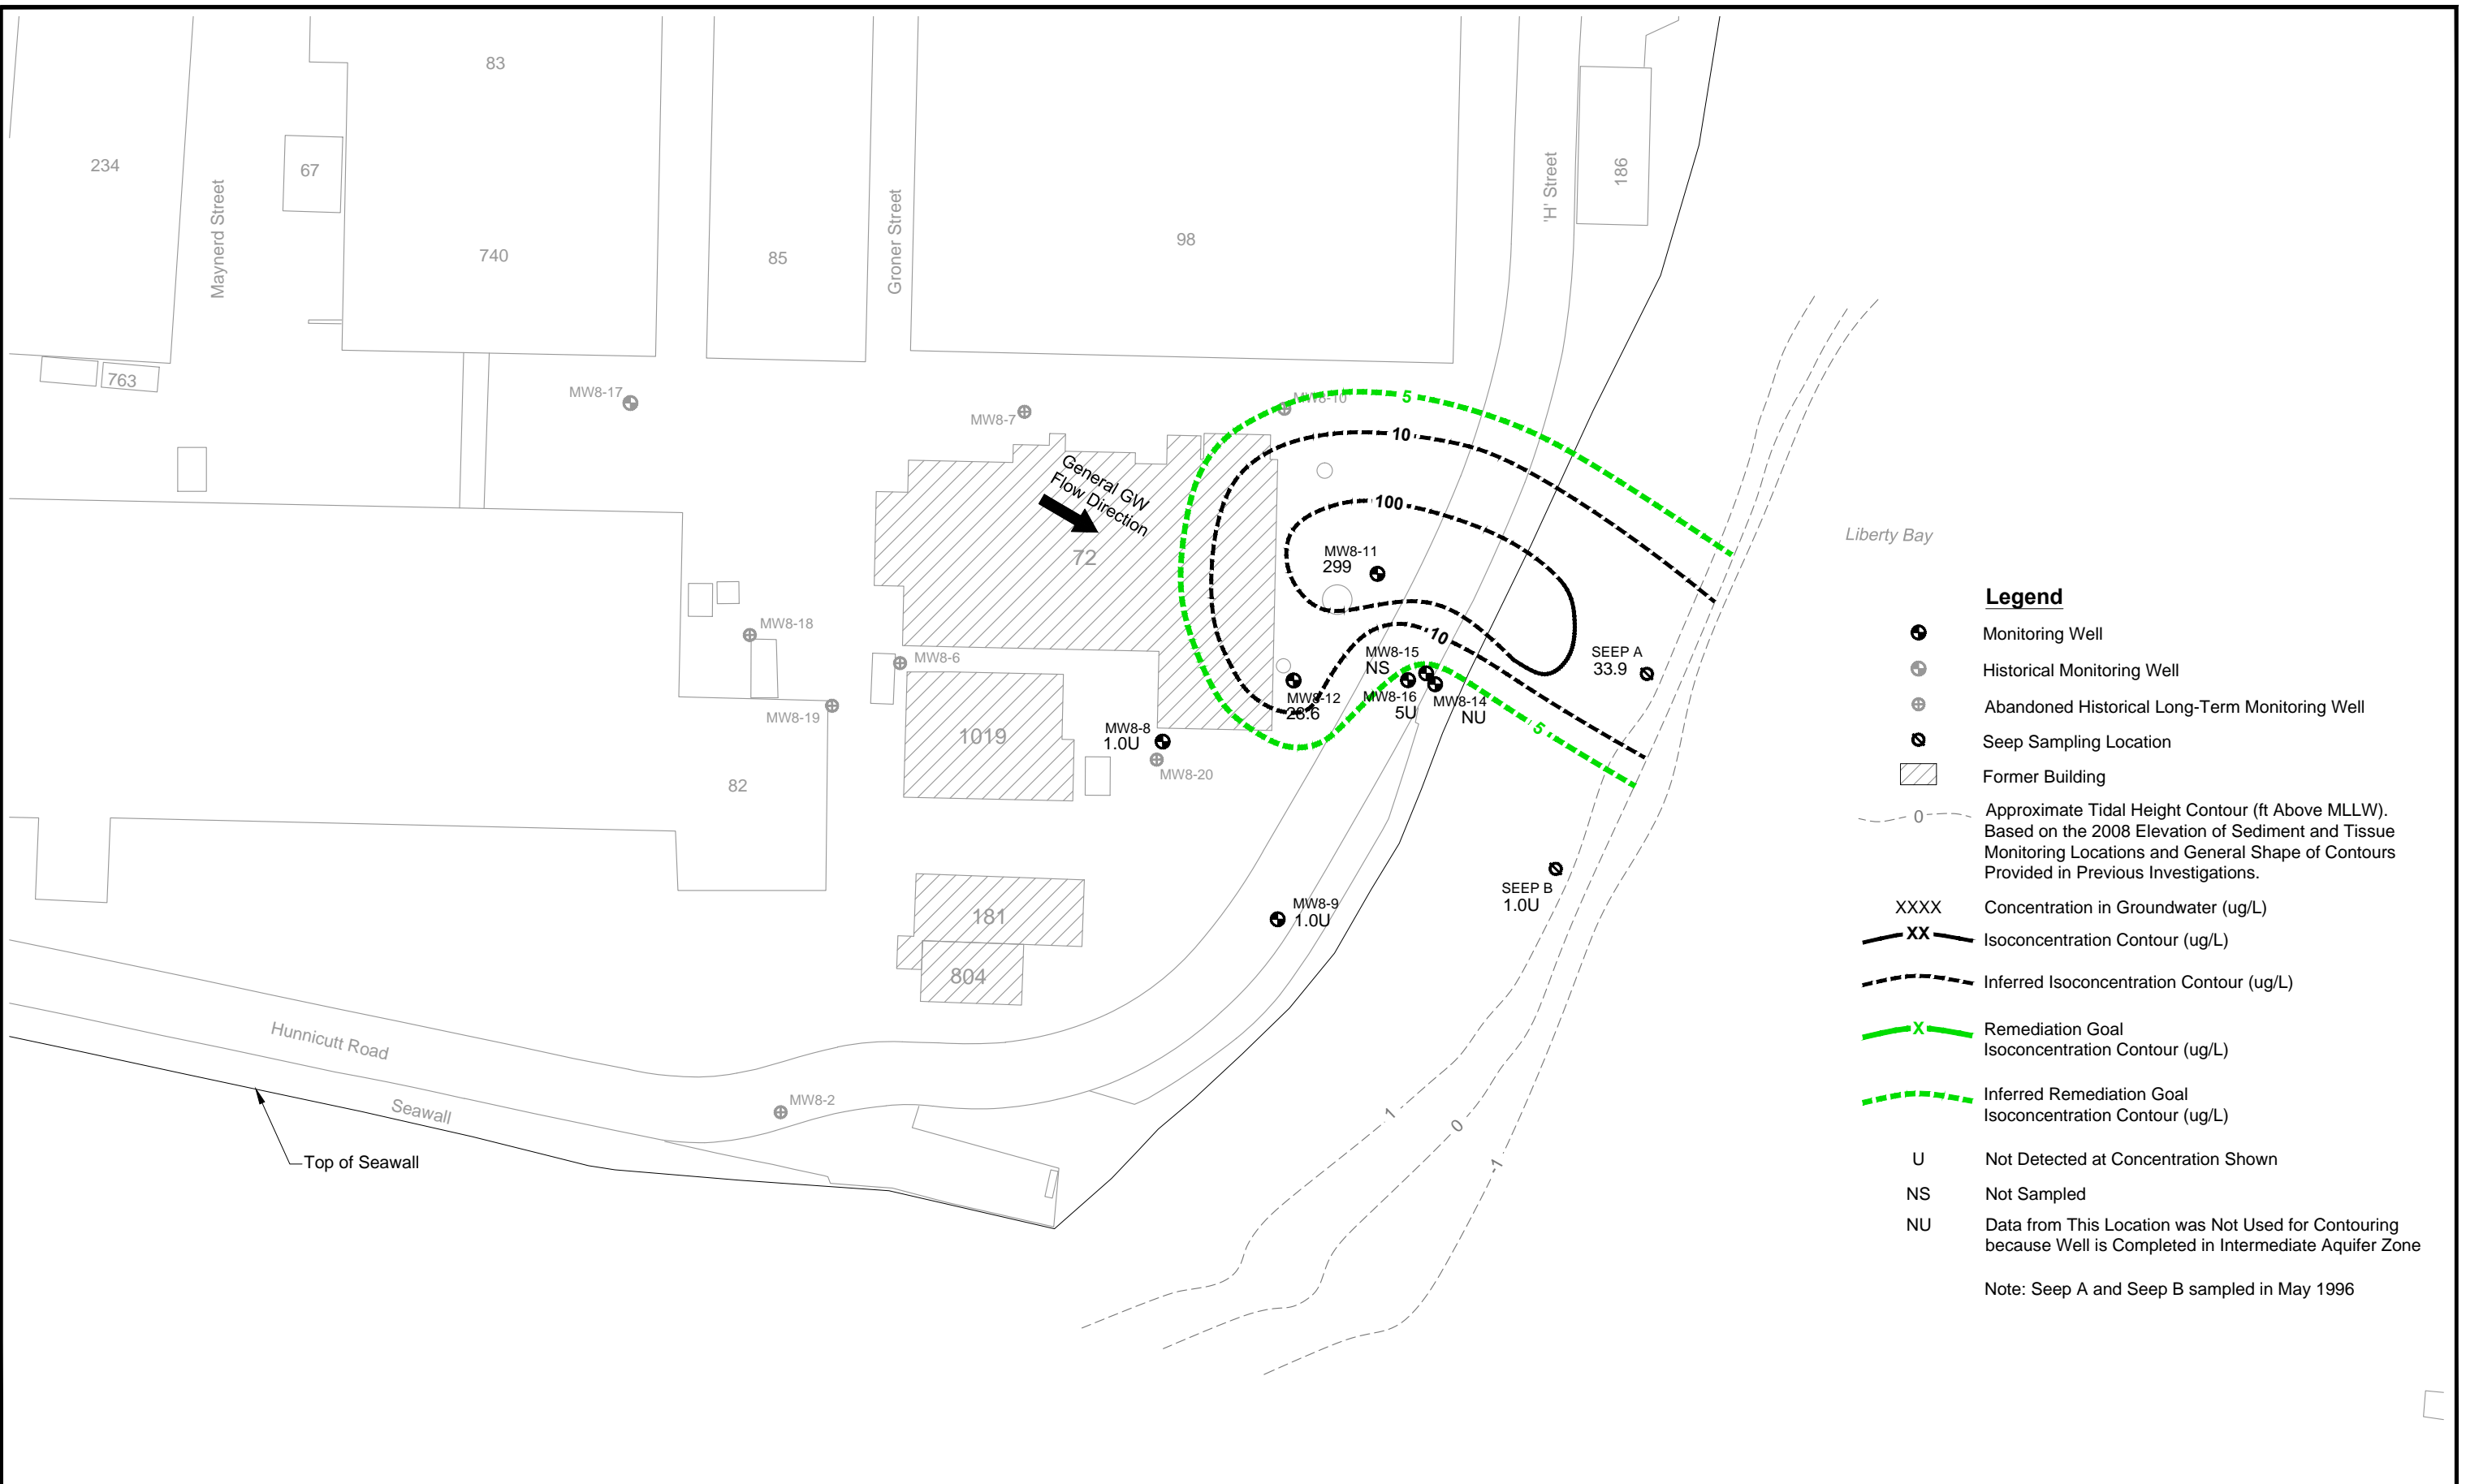 83
234
67
Maynerd Street
740
85
Groner Street
98
'H' Street
186
763
MW8-17
MW8-7
MW8-10
5
10
100
General GW
Flow Direction
72
MW8-11
299
Liberty Bay
MW8-18
MW8-6
MW8-19
1019
82
MW8-8
1.0U
MW8-20
MW8-12
28.6
MW8-15
NS
MW8-16
5U
MW8-14
NU
10
5
SEEP A
33.9
SEEP B
1.0U
MW8-9
1.0U
181
804
Hunnicutt Road
Seawall
MW8-2
Top of Seawall
1
0
-1
Legend
Monitoring Well
Historical Monitoring Well
Abandoned Historical Long-Term Monitoring Well
Seep Sampling Location
Former Building
0 Approximate Tidal Height Contour (ft Above MLLW).
Based on the 2008 Elevation of Sediment and Tissue
Monitoring Locations and General Shape of Contours
Provided in Previous Investigations.
XXXX Concentration in Groundwater (ug/L)
XX Isoconcentration Contour (ug/L)
Inferred Isoconcentration Contour (ug/L)
X Remediation Goal
Isoconcentration Contour (ug/L)
Inferred Remediation Goal
Isoconcentration Contour (ug/L)
U Not Detected at Concentration Shown
NS Not Sampled
NU Data from This Location was Not Used for Contouring
because Well is Completed in Intermediate Aquifer Zone
Note: Seep A and Seep B sampled in May 1996